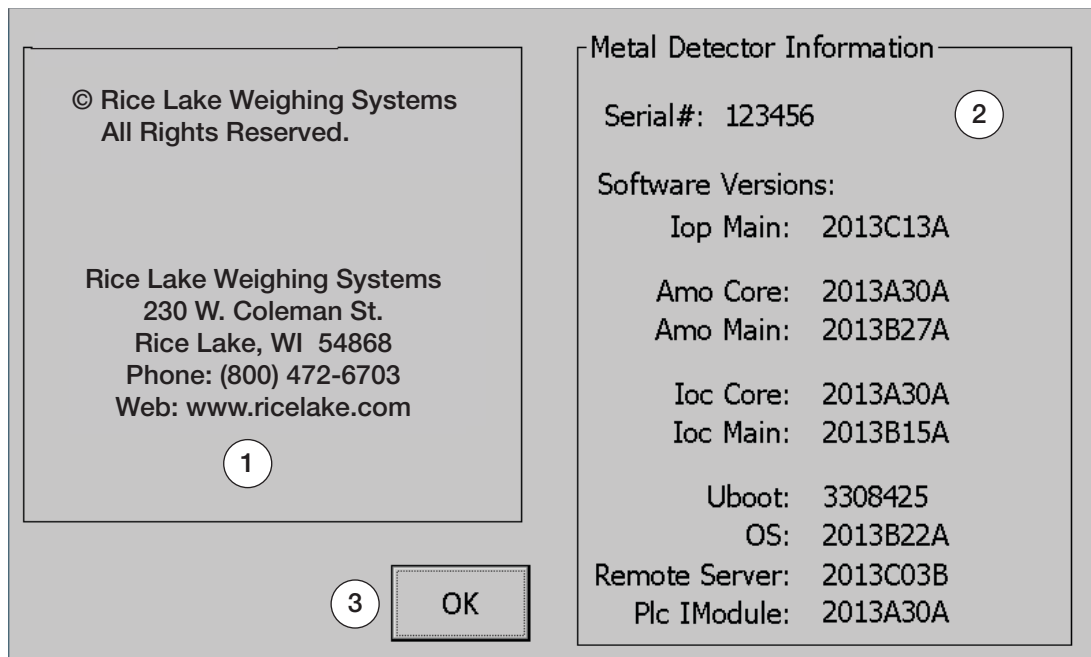 © Rice Lake Weighing Systems
All Rights Reserved.
Rice Lake Weighing Systems
230 W. Coleman St.
Rice Lake, WI 54868
Phone: (800) 472-6703
Web: www.ricelake.com
1
3
OK
Metal Detector Information
Serial#: 123456
2
Software Versions:
Iop Main: 2013C13A
Amo Core: 2013A30A
Amo Main: 2013B27A
Ioc Core: 2013A30A
Ioc Main: 2013B15A
Uboot: 3308425
OS: 2013B22A
Remote Server: 2013C03B
Plc IModule: 2013A30A